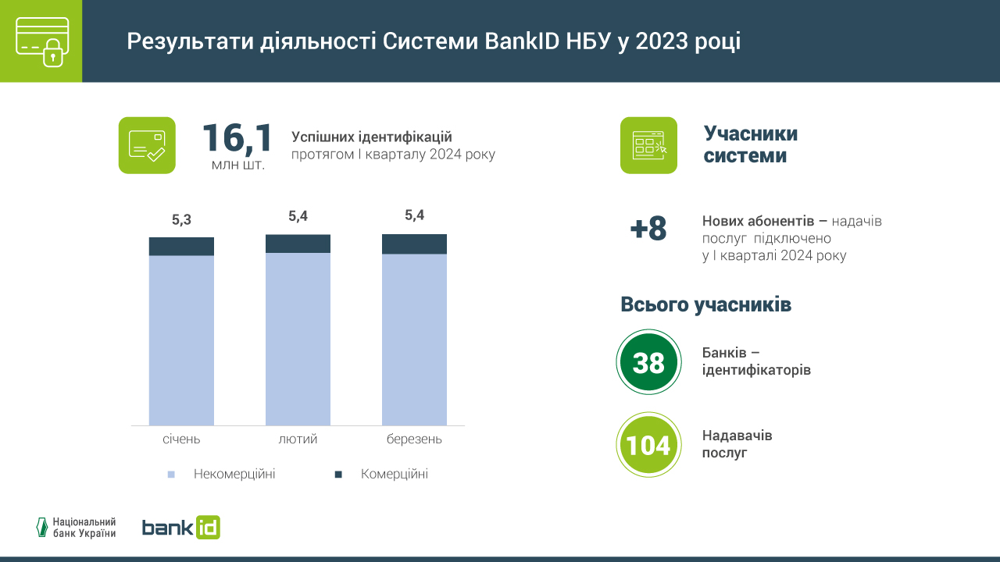 Результати діяльності Системи BankID НБУ у 2023 році
16,1
млн шт.
Успішних ідентифікацій
протягом I кварталу 2024 року
5,3
5,4
5,4
січень
лютий
березень
Некомерційні
Комерційні
Учасники
системи
+8
Нових абонентів – надачів
послуг підключено
у I кварталі 2024 року
Всього учасників
38
Банків –
ідентифікаторів
104
Надавачів
послуг
Національний
банк України
bank id